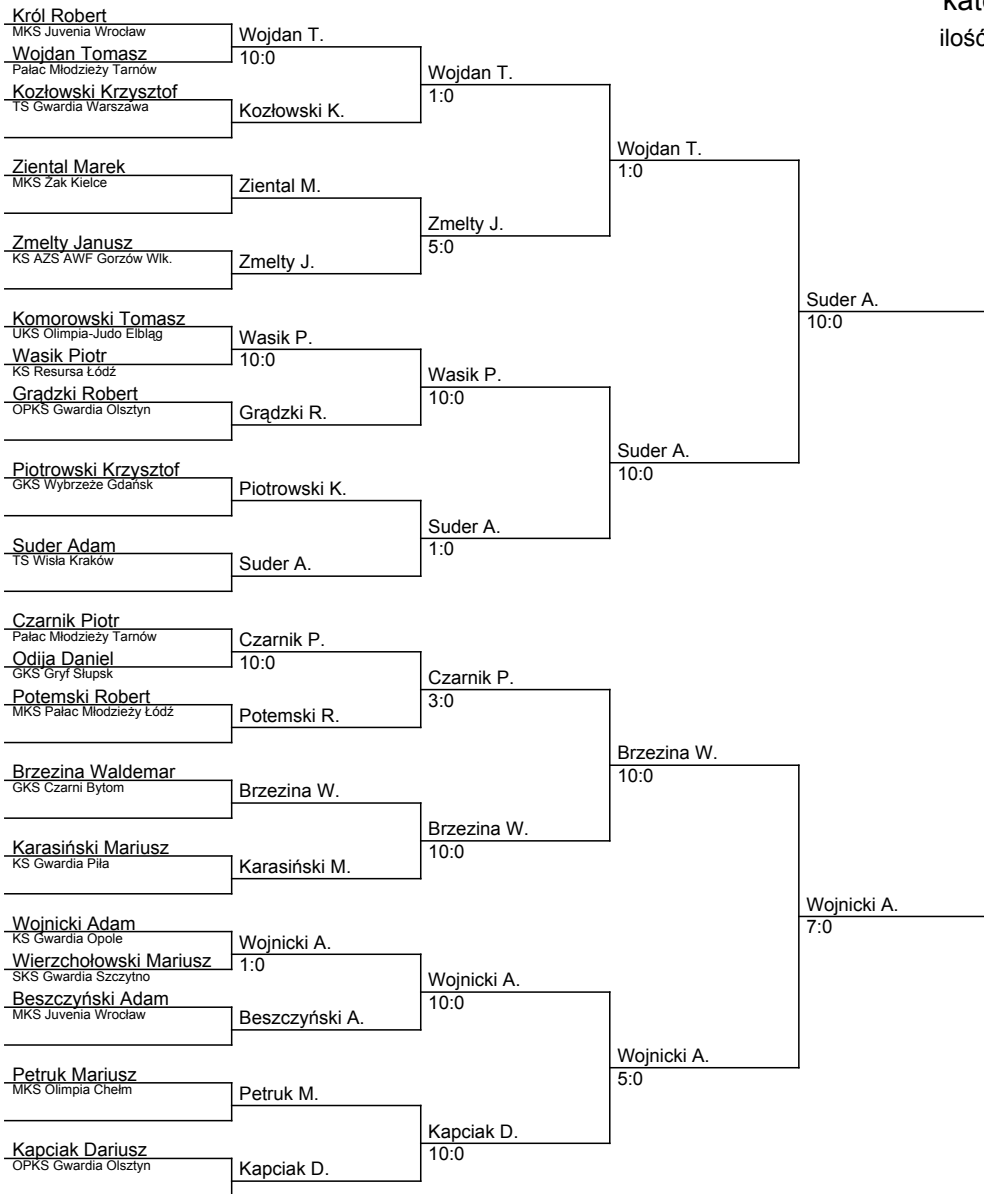 kat
ilość
Król Robert
MKS Juvenia Wrocław
Wojdan T.
Wojdan Tomasz
10:0
Pałac Młodzieży Tarnów
Wojdan T.
Kozłowski Krzysztof
1:0
TS Gwardia Warszawa
Kozłowski K.
Wojdan T.
Ziental Marek
1:0
MKS Żak Kielce
Ziental M.
Zmelty J.
Zmelty Janusz
5:0
KS AZS AWF Gorzów Wlk.
Zmelty J.
Suder A.
Komorowski Tomasz
10:0
UKS Olimpia-Judo Elbląg
Wasik P.
Wasik Piotr
10:0
KS Resursa Łódź
Wasik P.
Grądzki Robert
10:0
OPKS Gwardia Olsztyn
Grądzki R.
Suder A.
Piotrowski Krzysztof
10:0
GKS Wybrzeże Gdańsk
Piotrowski K.
Suder A.
Suder Adam
1:0
TS Wisła Kraków
Suder A.
Czarnik Piotr
Pałac Młodzieży Tarnów
Czarnik P.
Odija Daniel
10:0
GKS Gryf Słupsk
Czarnik P.
Potemski Robert
3:0
MKS Pałac Młodzieży Łódź
Potemski R.
Brzezina W.
Brzezina Waldemar
10:0
GKS Czarni Bytom
Brzezina W.
Brzezina W.
Karasiński Mariusz
10:0
KS Gwardia Piła
Karasiński M.
Wojnicki A.
Wojnicki Adam
7:0
KS Gwardia Opole
Wojnicki A.
Wierzchołowski Mariusz
1:0
SKS Gwardia Szczytno
Wojnicki A.
Beszczyński Adam
10:0
MKS Juvenia Wrocław
Beszczyński A.
Wojnicki A.
Petruk Mariusz
5:0
MKS Olimpia Chełm
Petruk M.
Kapciak D.
Kapciak Dariusz
10:0
OPKS Gwardia Olsztyn
Kapciak D.